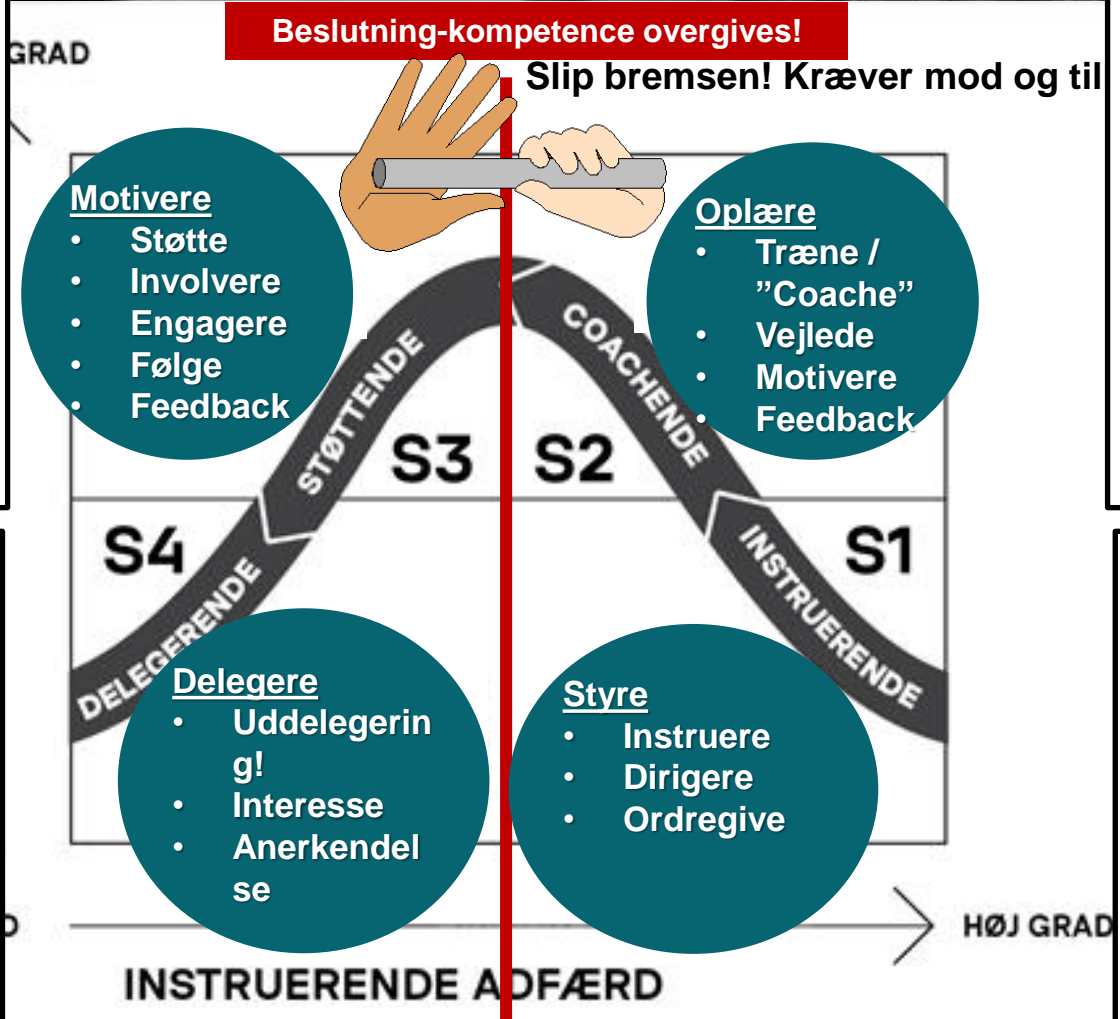 Beslutning-kompetence overgives!
GRAD
Slip bremsen! Kræver mod og til
Motivere
• Støtte
• Involvere
• Engagere
• Følge
• Feedback
Oplære
• Træne /
”Coache”
• Vejlede
• Motivere
• Feedback
STØTTENDE
COACHENDE
S3
S2
S4
S1
DELEGERENDE
INSTRUERENDE
Delegere
• Uddelegerin
g!
• Interesse
• Anerkendel
se
Styre
• Instruere
• Dirigere
• Ordregive
D
HØJ GRAD
INSTRUERENDE ADFÆRD